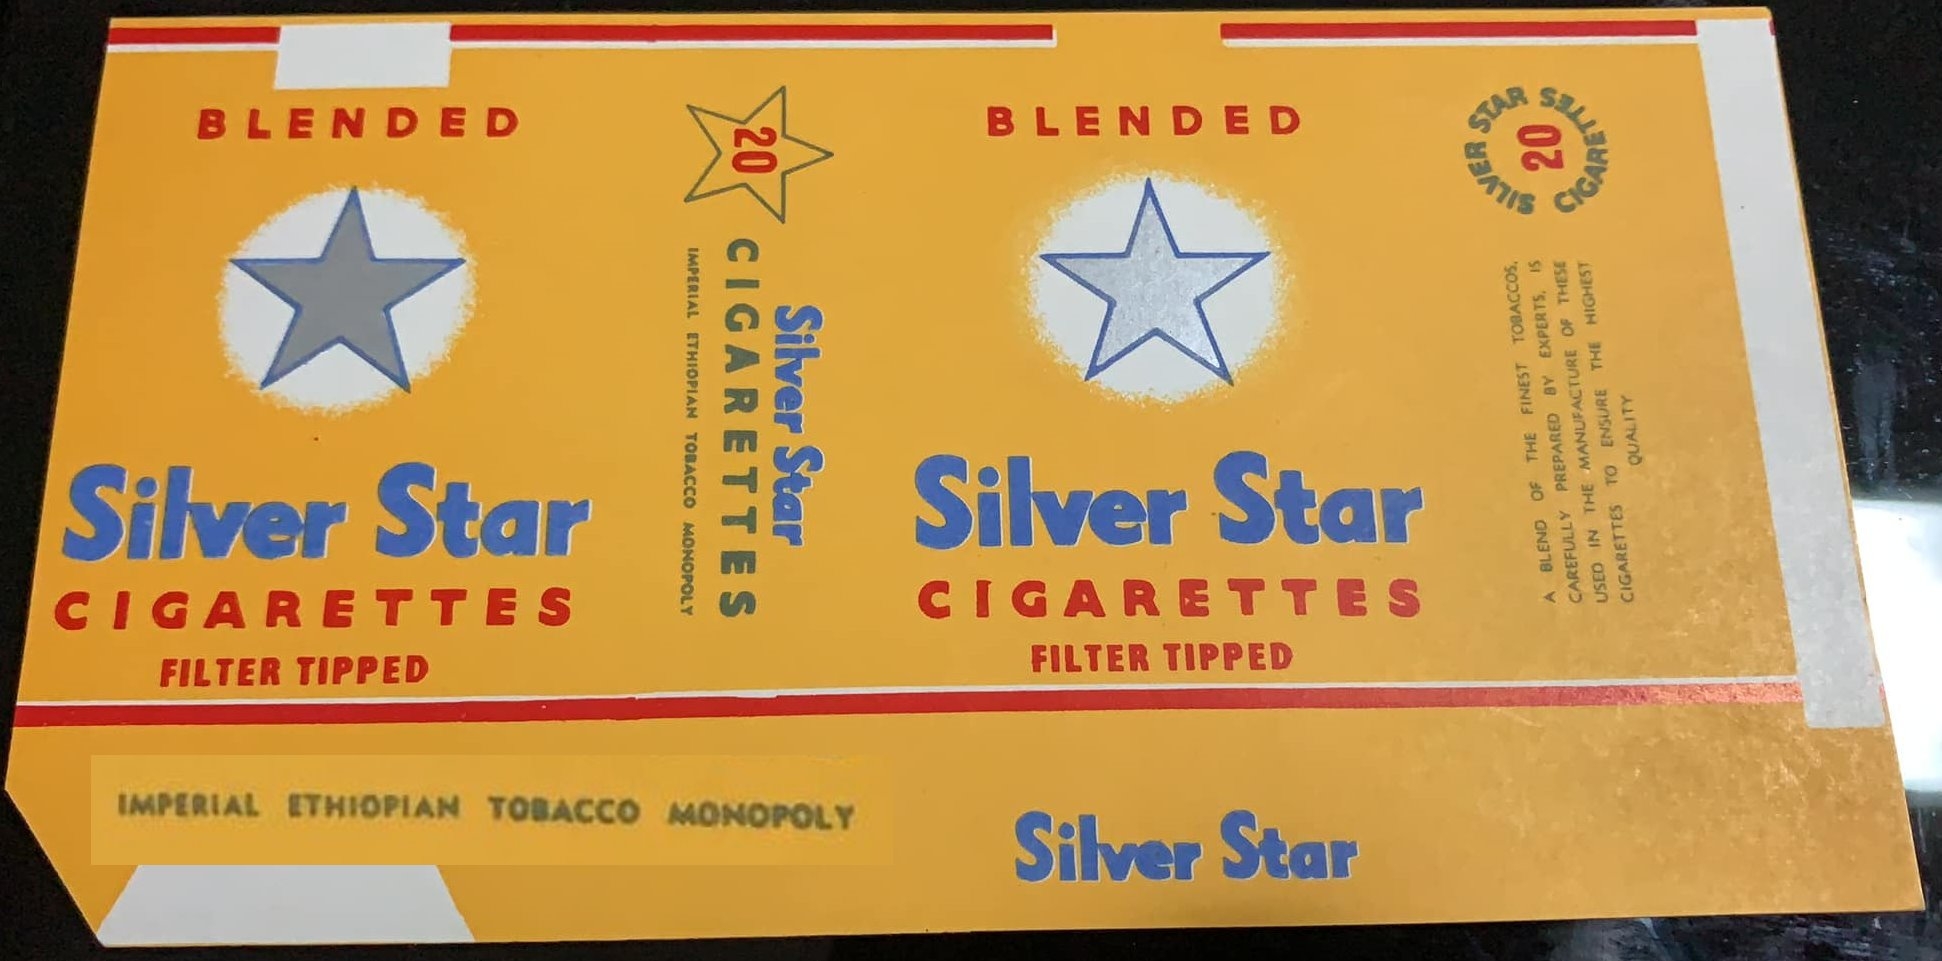 BLENDED
Silver Star
CIGARETTES
FILTER TIPPED
20
Silver Star
CIGARETTES
IMPERIAL ETHIOPIAN TOBACCO MONOPOLY
BLENDED
Silver Star
CIGARETTES
FILTER TIPPED
SILVER STAR CIGARETTES
20
A BLEND OF THE FINEST TOBACCOS,
CAREFULLY PREPARED BY EXPERTS, IS
USED IN THE MANUFACTURE OF THESE
CIGARETTES TO ENSURE THE HIGHEST
QUALITY
IMPERIAL ETHIOPIAN TOBACCO MONOPOLY
Silver Star